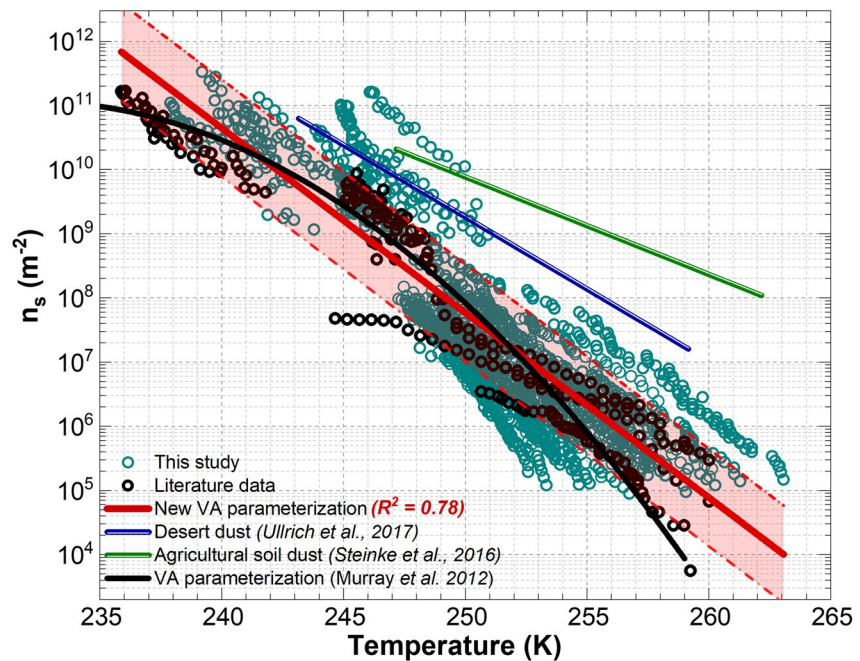 10¹²
10¹¹
10¹⁰
10⁹
10⁸
10⁷
10⁶
10⁵
10⁴
nₛ (m⁻²)
This study
Literature data
New VA parameterization (R² = 0.78)
Desert dust (Ullrich et al., 2017)
Agricultural soil dust (Steinke et al., 2016)
VA parameterization (Murray et al. 2012)
235 240 245 250 255 260 265
Temperature (K)